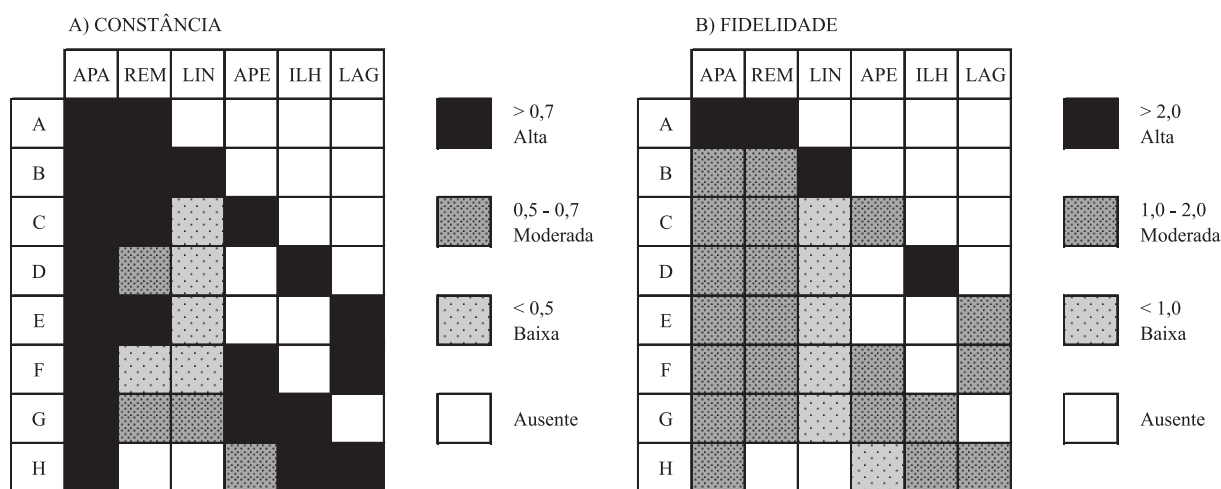 A) CONSTÂNCIA
APA REM LIN APE ILH LAG
A
B
C
D
E
F
G
H
> 0,7
Alta
0,5 - 0,7
Moderada
< 0,5
Baixa
Ausente
B) FIDELIDADE
APA REM LIN APE ILH LAG
A
B
C
D
E
F
G
H
> 2,0
Alta
1,0 - 2,0
Moderada
< 1,0
Baixa
Ausente